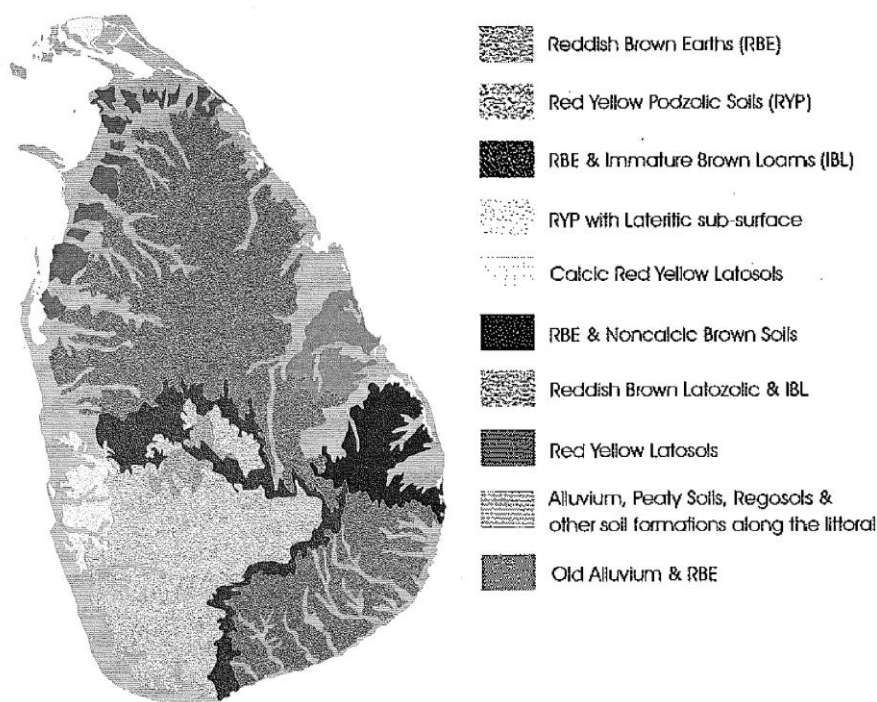 Reddish Brown Earths (RBE)
Red Yellow Podzolic Soils (RYP)
RBE & Immature Brown Loams (IBL)
RYP with Lateritic sub-surface
Calcic Red Yellow Latosols
RBE & Noncalcic Brown Soils
Reddish Brown Latozolic & IBL
Red Yellow Latosols
Alluvium, Peaty Soils, Regosols &
other soil formations along the littoral
Old Alluvium & RBE